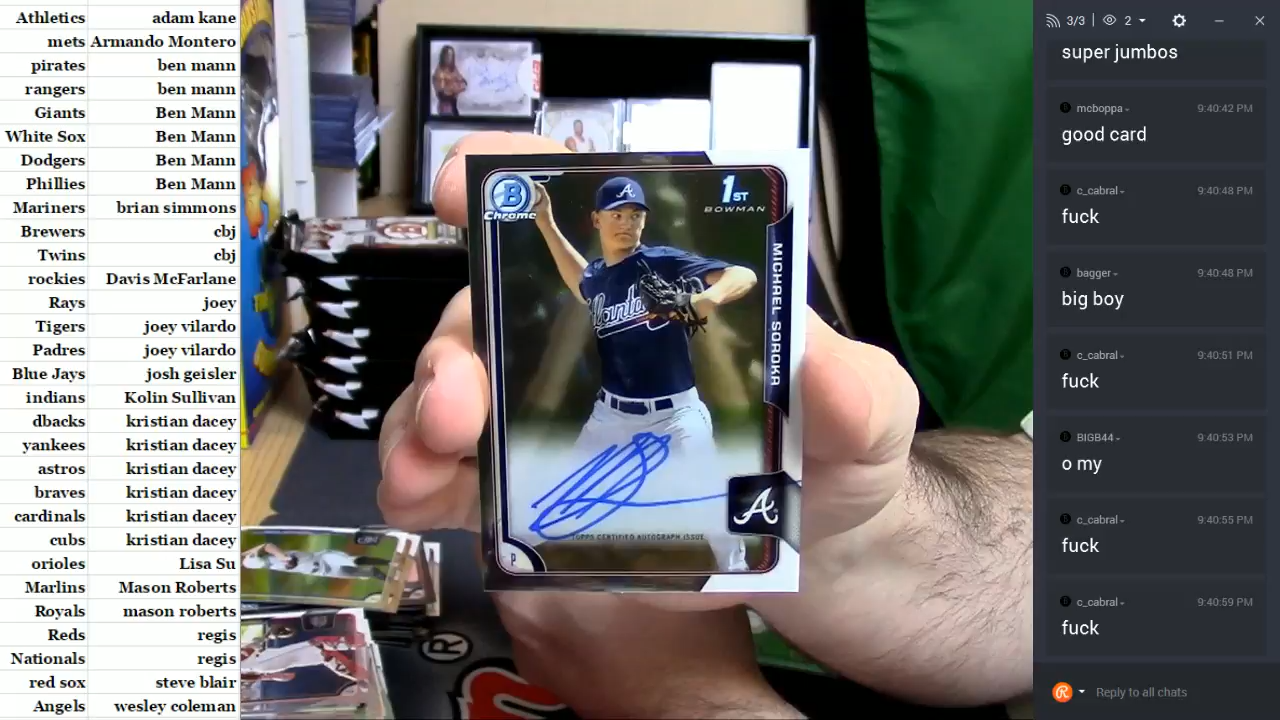 Athletics adam kane
mets Armando Montero
pirates ben mann
rangers ben mann
Giants Ben Mann
White Sox Ben Mann
Dodgers Ben Mann
Phillies Ben Mann
Mariners brian simmons
Brewers cbj
Twins cbj
rockies Davis McFarlane
Rays joey
Tigers joey vilardo
Padres joey vilardo
Blue Jays josh geisler
indians Kolin Sullivan
dbacks kristian dacey
yankees kristian dacey
astros kristian dacey
braves kristian dacey
cardinals kristian dacey
cubs kristian dacey
orioles Lisa Su
Marlins Mason Roberts
Royals mason roberts
Reds regis
Nationals regis
red sox steve blair
Angels wesley coleman
B
Chrome
1ST
BOWMAN
A
Atlanta
MICHAEL SOROKA
A
TOPPS CERTIFIED AUTOGRAPH ISSUE
P
®
3/3 2
super jumbos
mcboppa 9:40:42 PM
good card
c_cabral 9:40:48 PM
fuck
bagger 9:40:48 PM
big boy
c_cabral 9:40:51 PM
fuck
BIGB44 9:40:53 PM
o my
c_cabral 9:40:55 PM
fuck
c_cabral 9:40:59 PM
fuck
Reply to all chats